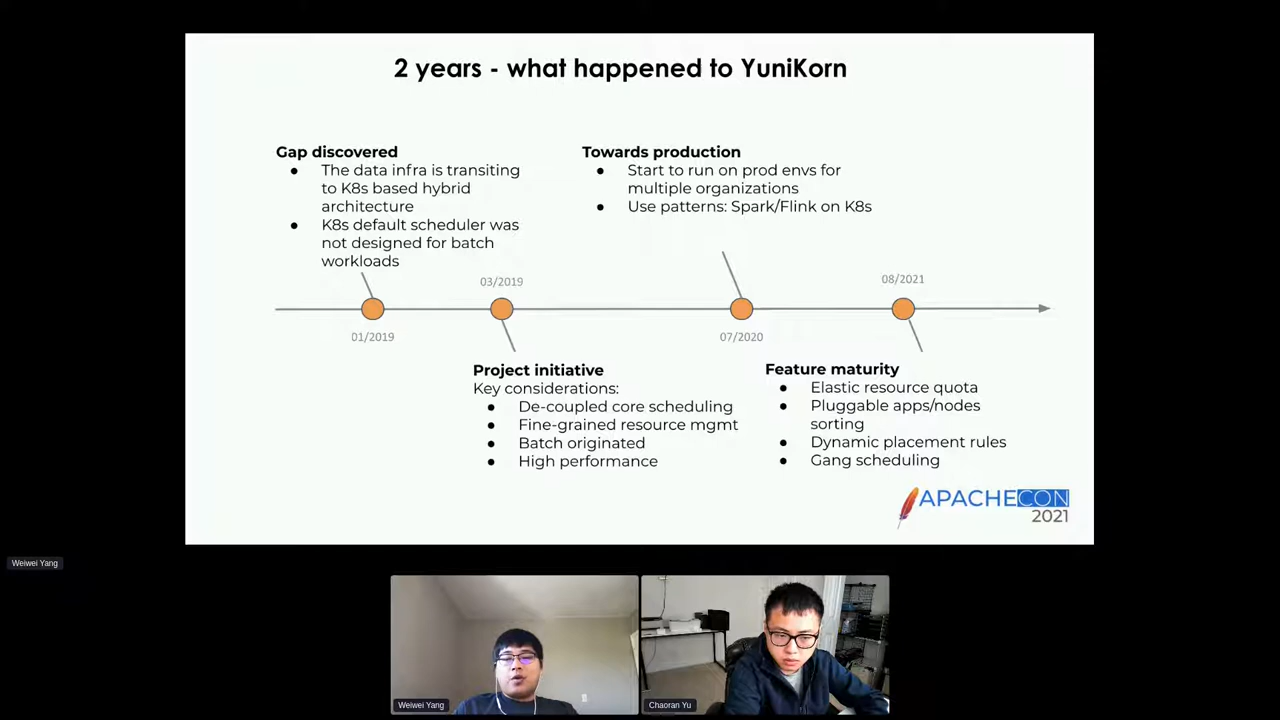 2 years - what happened to YuniKorn
Gap discovered
● The data infra is transiting
to K8s based hybrid
architecture
● K8s default scheduler was
not designed for batch
workloads
Towards production
● Start to run on prod envs for
multiple organizations
● Use patterns: Spark/Flink on K8s
01/2019
03/2019
07/2020
08/2021
Project initiative
Key considerations:
● De-coupled core scheduling
● Fine-grained resource mgmt
● Batch originated
● High performance
Feature maturity
● Elastic resource quota
● Pluggable apps/nodes
sorting
● Dynamic placement rules
● Gang scheduling
APACHECON
2021
Weiwei Yang
Weiwei Yang
Chaoran Yu